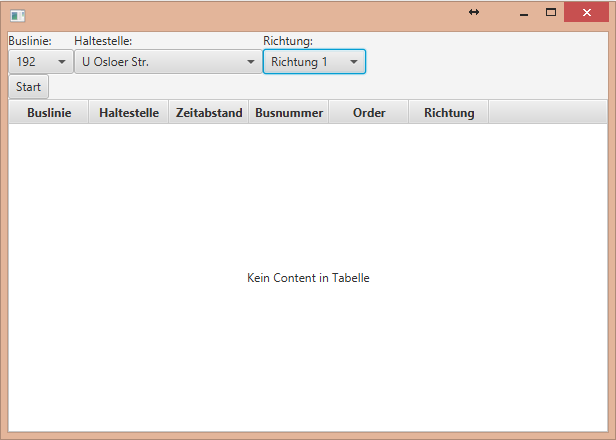 Buslinie: Haltestelle: Richtung:
192 U Osloer Str. Richtung 1
Start
Buslinie Haltestelle Zeitabstand Busnummer Order Richtung
Kein Content in Tabelle